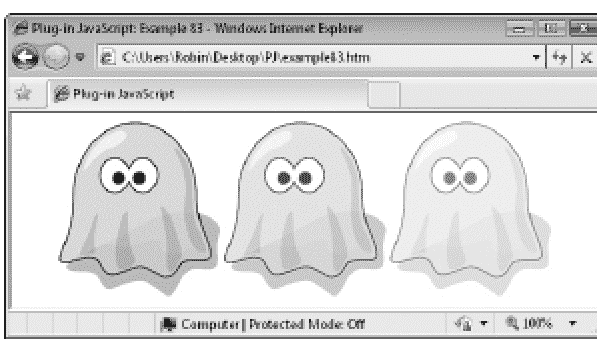 Plug-in JavaScript: Example 83 - Windows Internet Explorer
C:\Users\Robin\Desktop\PJ\example83.htm
Plug-in JavaScript
Computer | Protected Mode: Off
100%